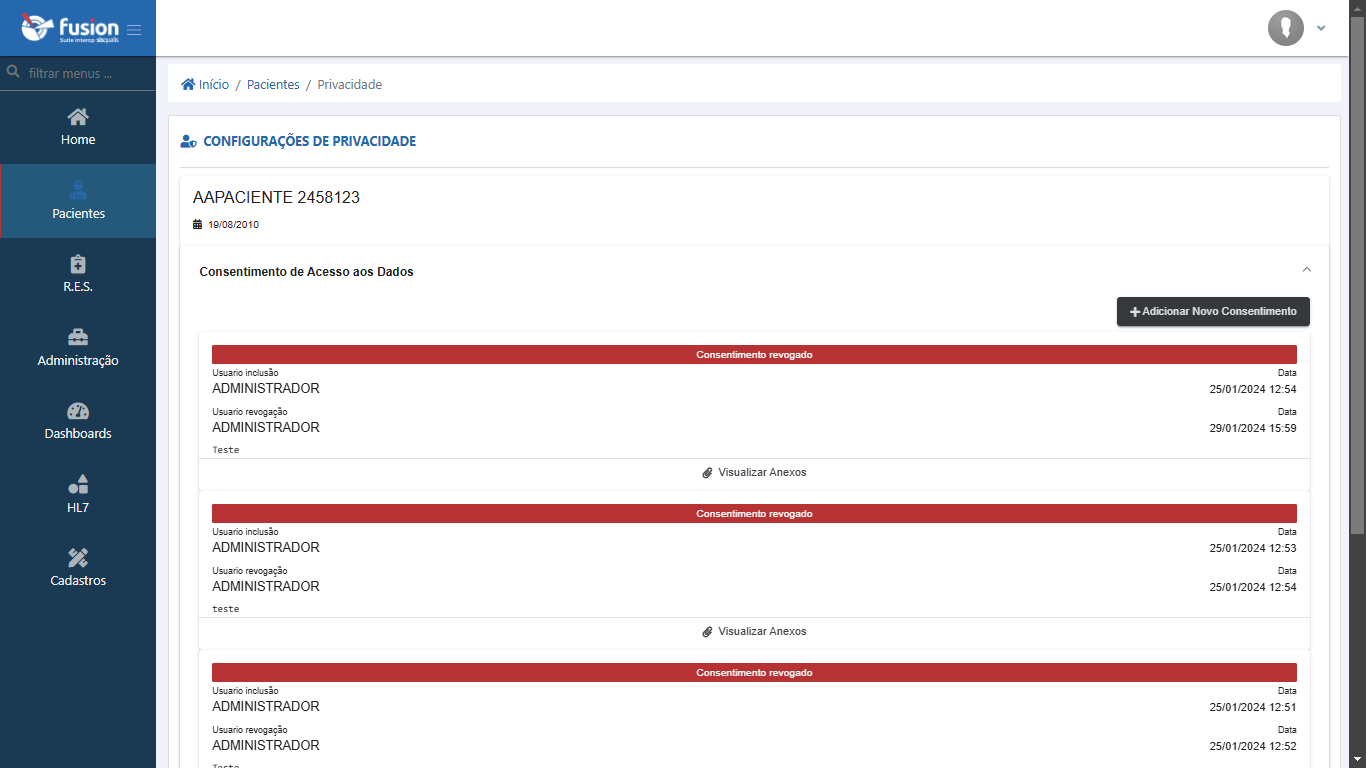 fusion
Suite Interop sisqualis
filtrar menus ...
Home
Pacientes
R.E.S.
Administração
Dashboards
HL7
Cadastros
Início / Pacientes / Privacidade
CONFIGURAÇÕES DE PRIVACIDADE
AAPACIENTE 2458123
19/08/2010
Consentimento de Acesso aos Dados
Adicionar Novo Consentimento
Consentimento revogado
Usuario inclusão Data
ADMINISTRADOR 25/01/2024 12:54
Usuario revogação Data
ADMINISTRADOR 29/01/2024 15:59
Teste
Visualizar Anexos
Consentimento revogado
Usuario inclusão Data
ADMINISTRADOR 25/01/2024 12:53
Usuario revogação Data
ADMINISTRADOR 25/01/2024 12:54
teste
Visualizar Anexos
Consentimento revogado
Usuario inclusão Data
ADMINISTRADOR 25/01/2024 12:51
Usuario revogação Data
ADMINISTRADOR 25/01/2024 12:52
Teste